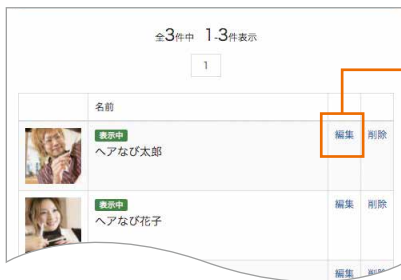 全3件中 1-3件表示
1
名前
表示中
ヘアなび太郎
編集 削除
表示中
ヘアなび花子
編集 削除
編集